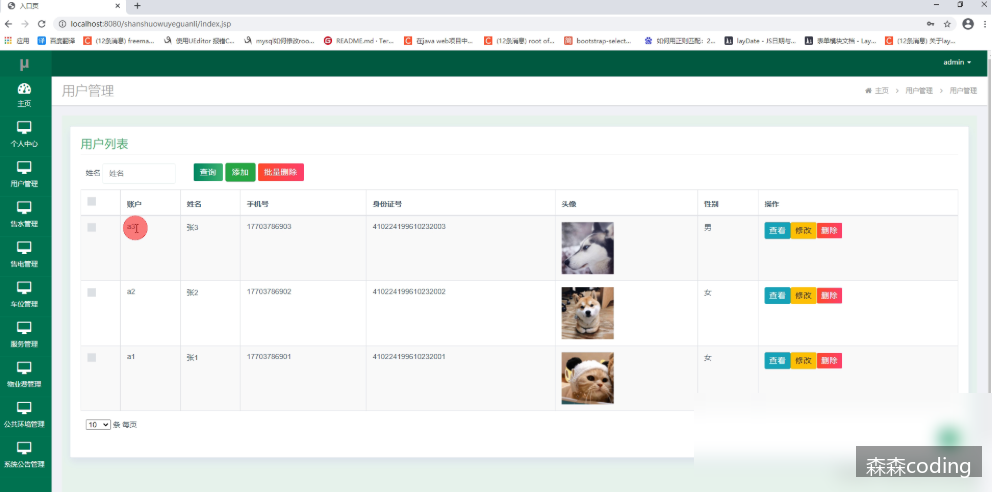 入口页
localhost:8080/shanshuowuyeguanli/index.jsp
应用 百度翻译 (12条消息) freema... 使用UEditor 报错C... mysql如何修改roo... README.md · Ter... 在java web项目中... (12条消息) root of... bootstrap-select... 如何用正则匹配：2... layDate - JS日期与... 表单模块文档 - Lay... (12条消息) 关于lay...
μ
admin
主页
个人中心
用户管理
售水管理
售电管理
车位管理
服务管理
物业费管理
公共环境管理
系统公告管理
用户管理
主页 > 用户管理 > 用户管理
用户列表
姓名 姓名 查询 添加 批量删除
账户 姓名 手机号 身份证号 头像 性别 操作
a3 张3 17703786903 410224199610232003 男 查看 修改 删除
a2 张2 17703786902 410224199610232002 女 查看 修改 删除
a1 张1 17703786901 410224199610232001 女 查看 修改 删除
10 条 每页
森森coding